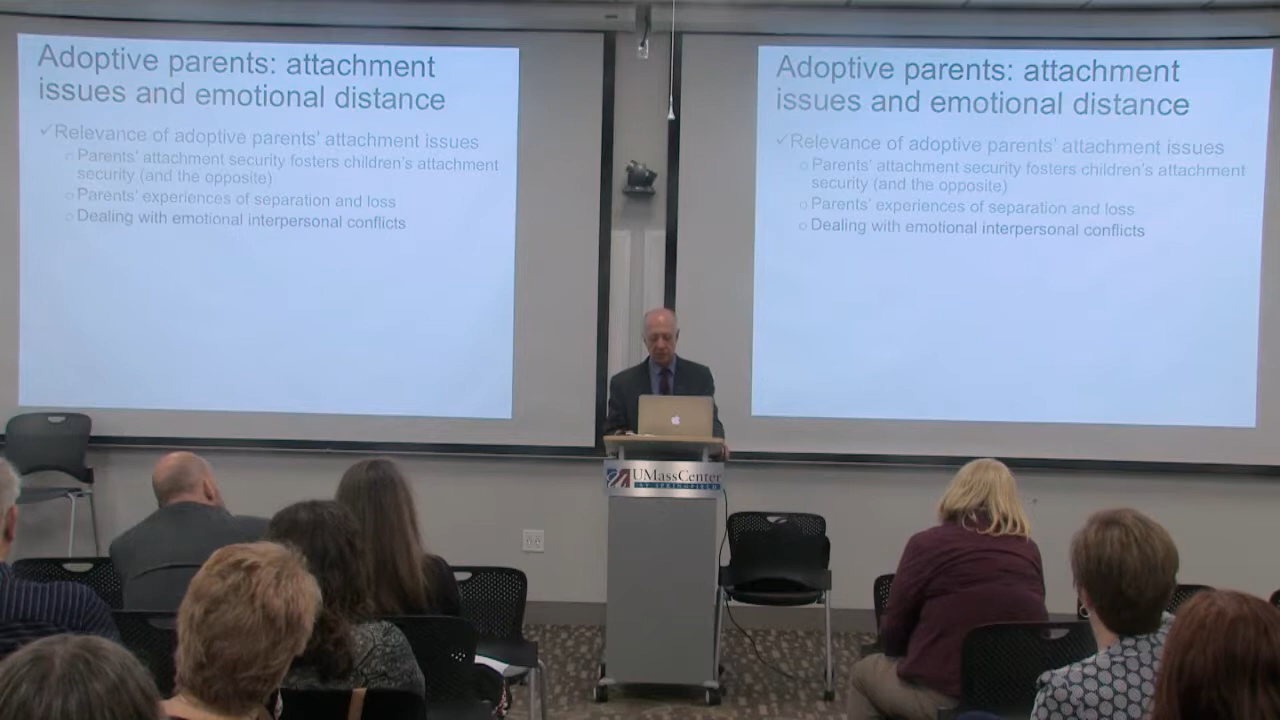 Adoptive parents: attachment
issues and emotional distance
✓Relevance of adoptive parents' attachment issues
○ Parents' attachment security fosters children's attachment
security (and the opposite)
○ Parents' experiences of separation and loss
○ Dealing with emotional interpersonal conflicts
Adoptive parents: attachment
issues and emotional distance
✓Relevance of adoptive parents' attachment issues
○ Parents' attachment security fosters children's attachment
security (and the opposite)
○ Parents' experiences of separation and loss
○ Dealing with emotional interpersonal conflicts
UMassCenter
AT SPRINGFIELD